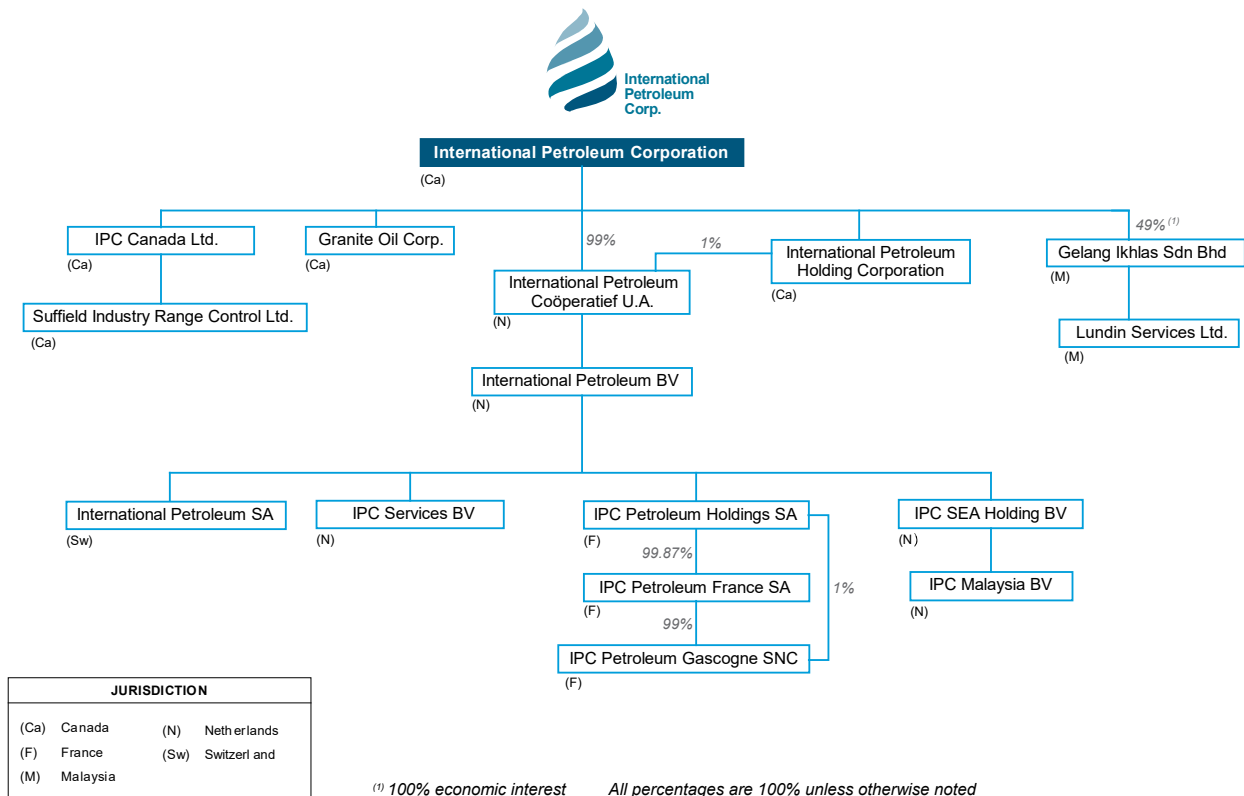 International
Petroleum
Corp.
International Petroleum Corporation
(Ca)
49% (1)
99%
1%
IPC Canada Ltd.
(Ca)
Granite Oil Corp.
(Ca)
International Petroleum
Holding Corporation
(Ca)
Gelang Ikhlas Sdn Bhd
(M)
International Petroleum
Coöperatief U.A.
(N)
Suffield Industry Range Control Ltd.
(Ca)
Lundin Services Ltd.
(M)
International Petroleum BV
(N)
International Petroleum SA
(Sw)
IPC Services BV
(N)
IPC Petroleum Holdings SA
(F)
IPC SEA Holding BV
(N)
99.87%
IPC Petroleum France SA
(F)
1%
IPC Malaysia BV
(N)
99%
IPC Petroleum Gascogne SNC
(F)
JURISDICTION
(Ca) Canada (N) Netherlands
(F) France (Sw) Switzerland
(M) Malaysia
(1) 100% economic interest All percentages are 100% unless otherwise noted